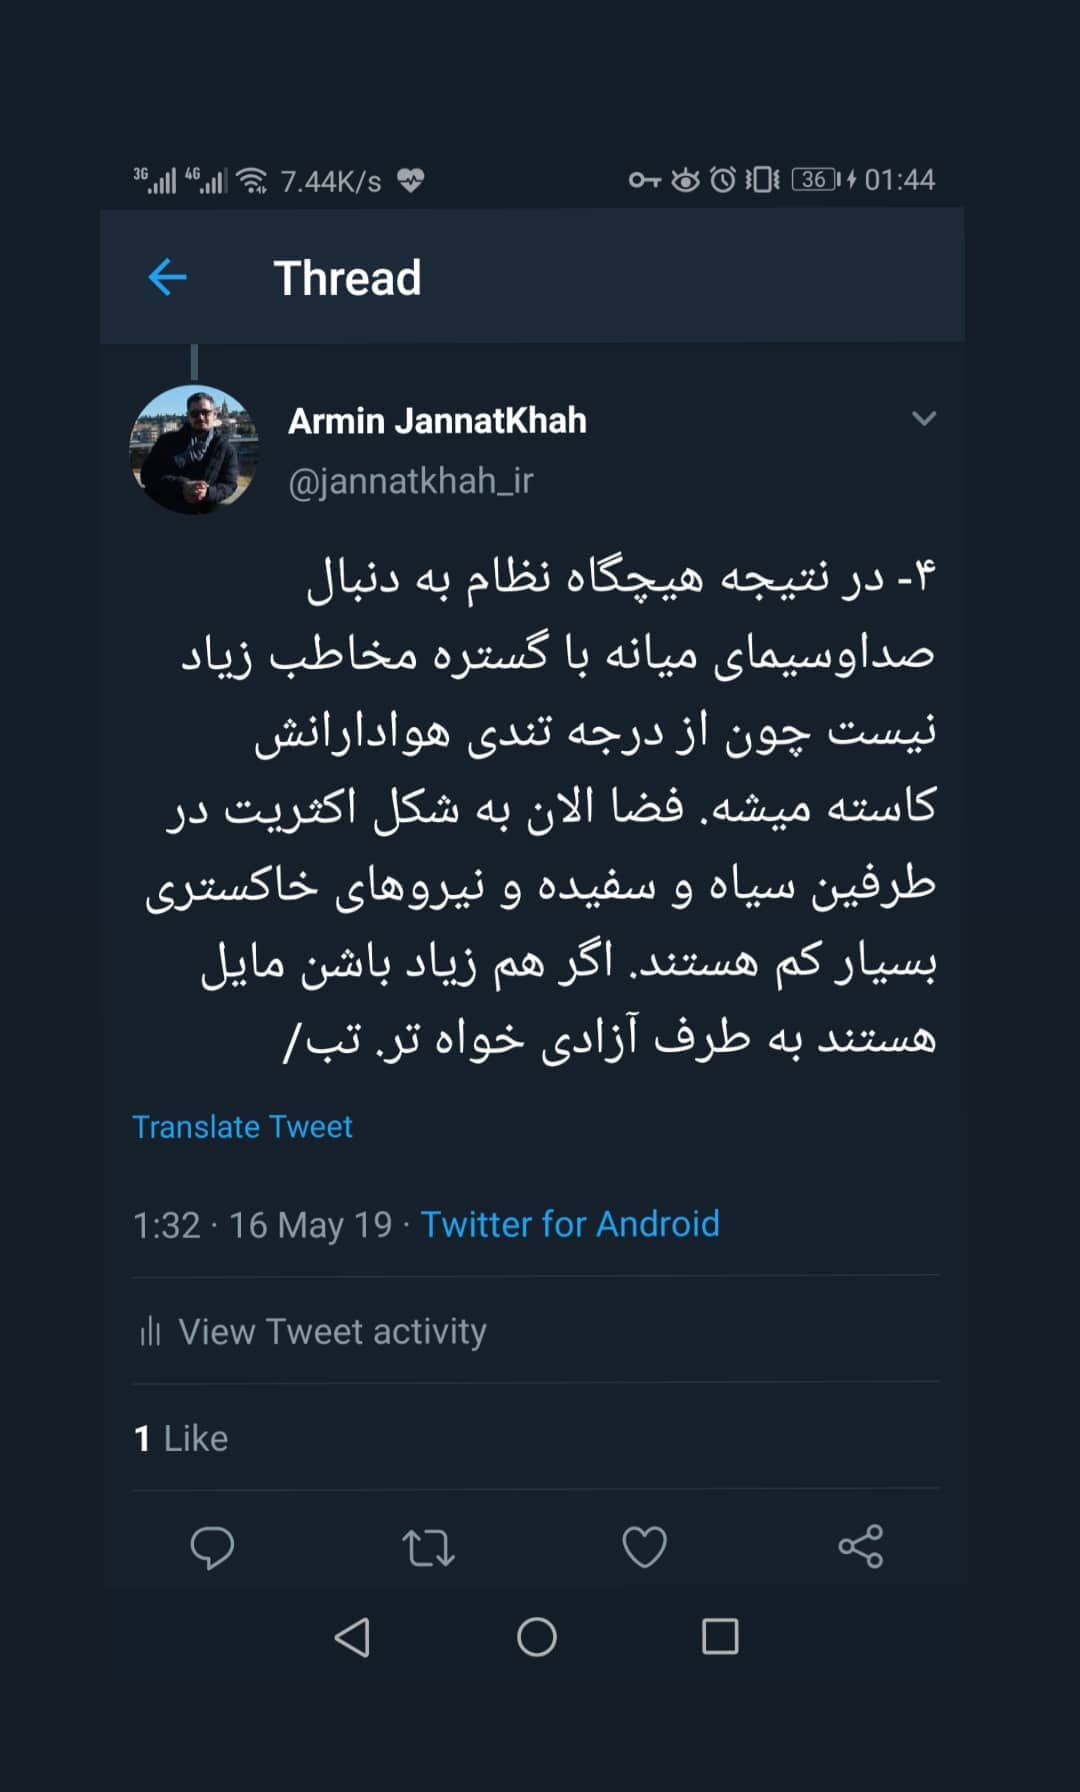 3G 4G 7.44K/s 36 01:44
Thread
Armin JannatKhah
@jannatkhah_ir
۴- در نتیجه هیچگاه نظام به دنبال
صداوسیمای میانه با گستره مخاطب زیاد
نیست چون از درجه تندی هوادارانش
کاسته میشه. فضا الان به شکل اکثریت در
طرفین سیاه و سفیده و نیروهای خاکستری
بسیار کم هستند. اگر هم زیاد باشن مایل
هستند به طرف آزادی خواه تر. تب/
Translate Tweet
1:32 · 16 May 19 · Twitter for Android
View Tweet activity
1 Like